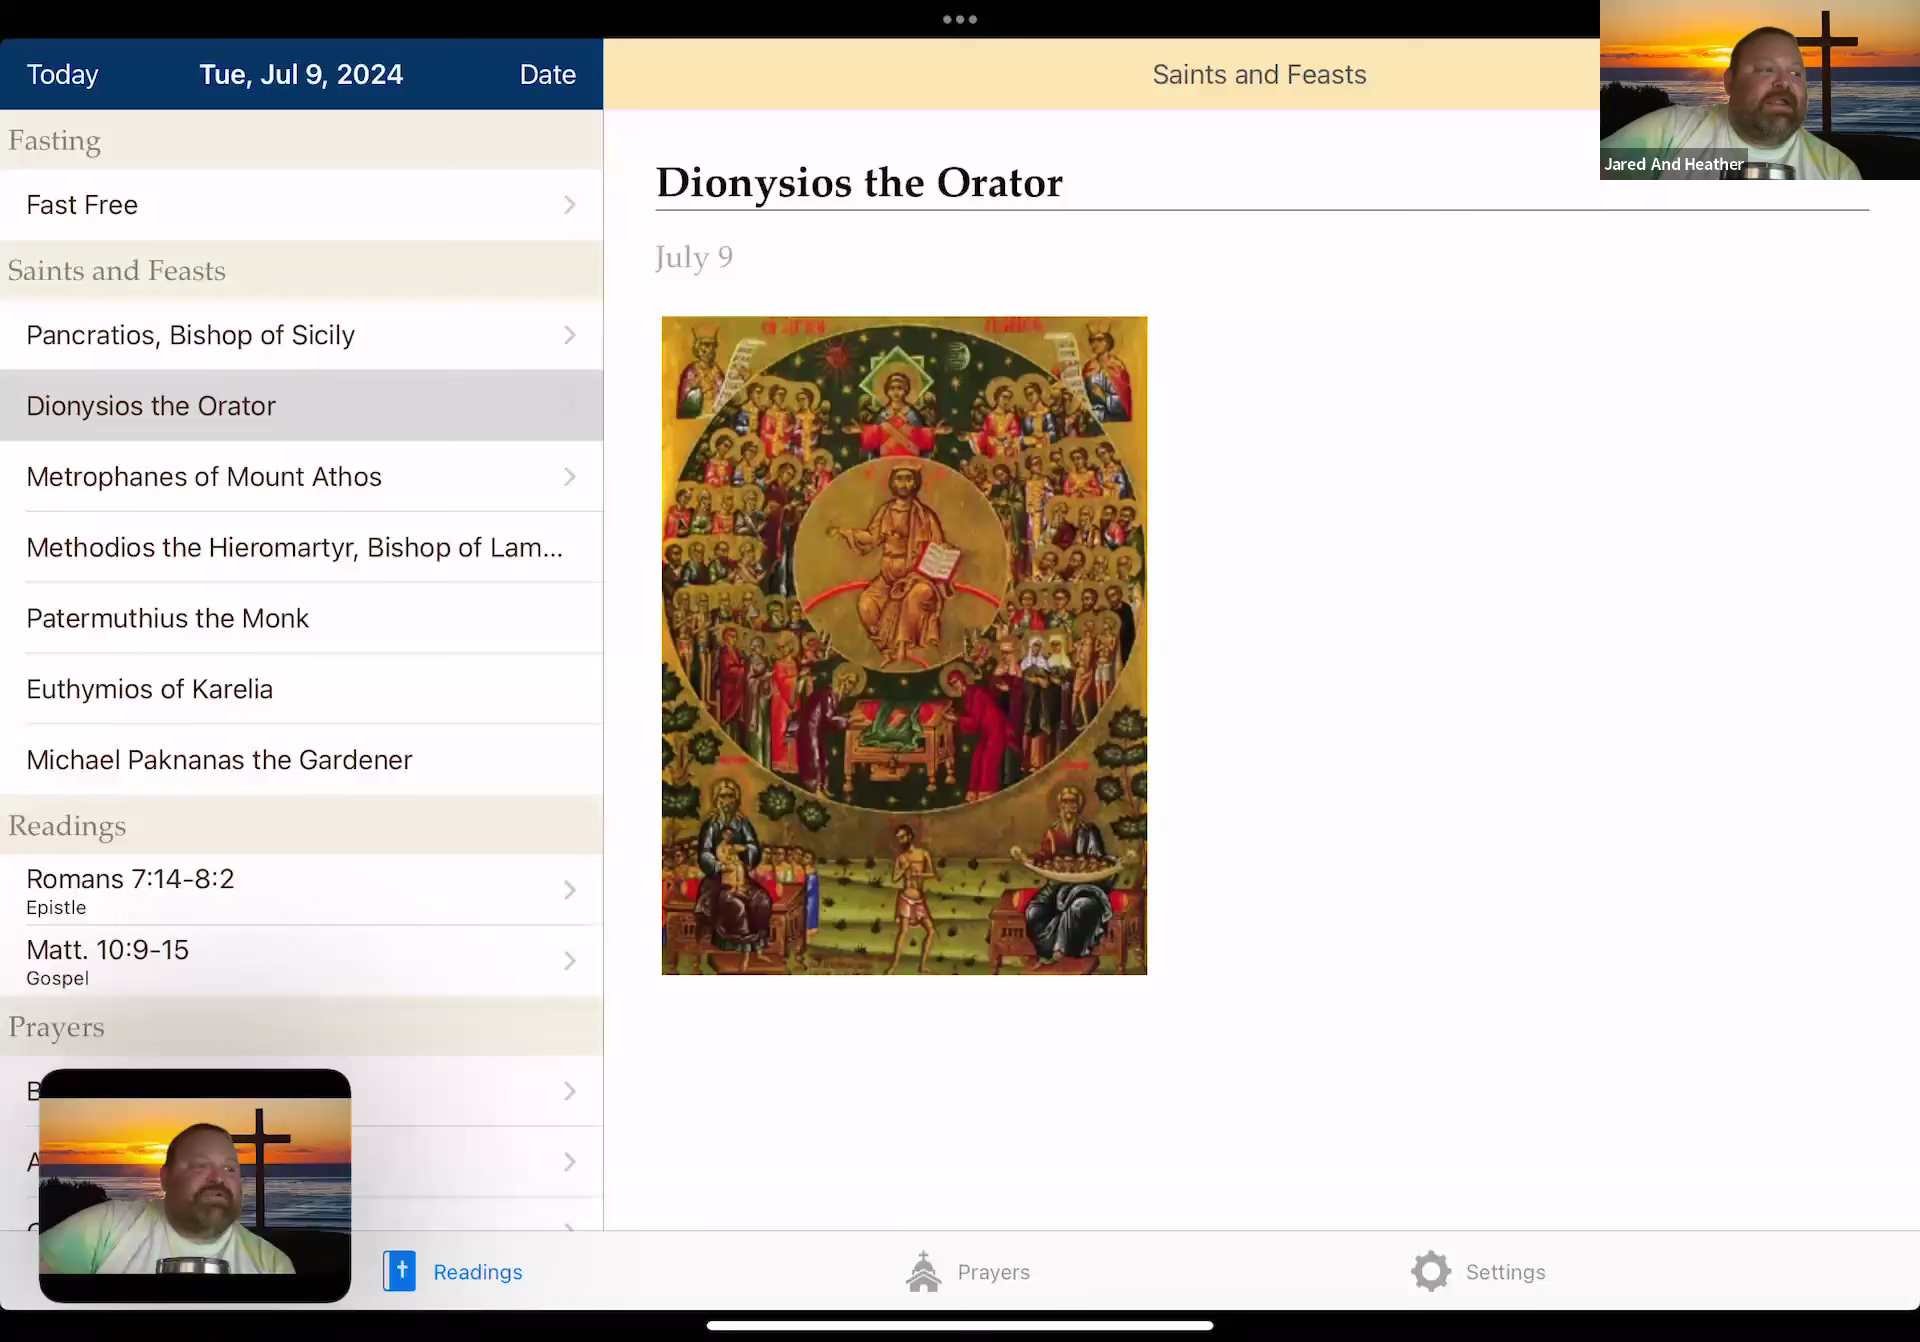 Today
Tue, Jul 9, 2024
Date
Fasting
Fast Free
Saints and Feasts
Pancratios, Bishop of Sicily
Dionysios the Orator
Metrophanes of Mount Athos
Methodios the Hieromartyr, Bishop of Lam...
Patermuthius the Monk
Euthymios of Karelia
Michael Paknanas the Gardener
Readings
Romans 7:14-8:2
Epistle
Matt. 10:9-15
Gospel
Prayers
B
A
Saints and Feasts
Dionysios the Orator
July 9
Jared And Heather
Readings
Prayers
Settings